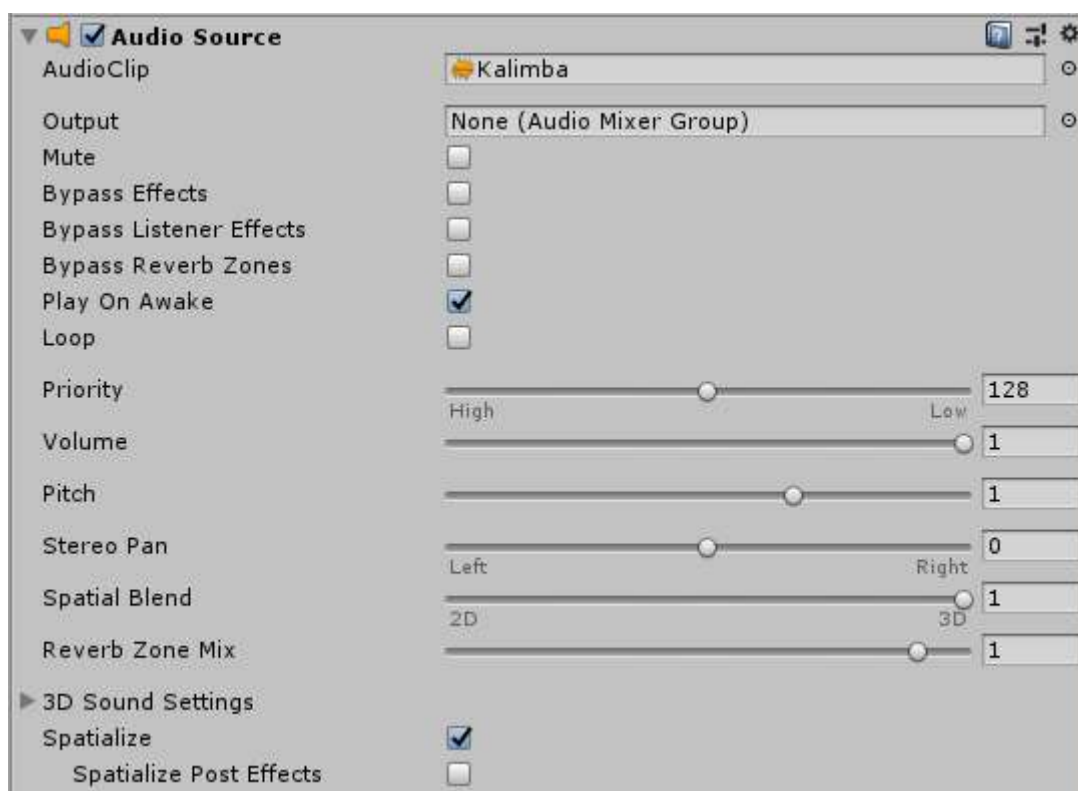 Audio Source
AudioClip Kalimba
Output None (Audio Mixer Group)
Mute
Bypass Effects
Bypass Listener Effects
Bypass Reverb Zones
Play On Awake
Loop
Priority 128
High Low
Volume 1
Pitch 1
Stereo Pan 0
Left Right
Spatial Blend 1
2D 3D
Reverb Zone Mix 1
3D Sound Settings
Spatialize
Spatialize Post Effects